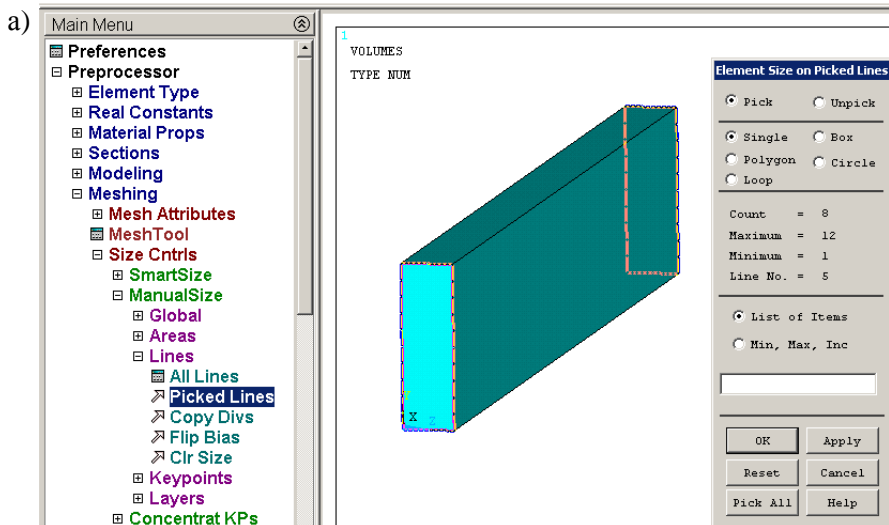 a)
Main Menu
Preferences
Preprocessor
Element Type
Real Constants
Material Props
Sections
Modeling
Meshing
Mesh Attributes
MeshTool
Size Cntrls
SmartSize
ManualSize
Global
Areas
Lines
All Lines
Picked Lines
Copy Divs
Flip Bias
Clr Size
Keypoints
Layers
Concentrat KPs
1
VOLUMES
TYPE NUM
Y
X
Z
Element Size on Picked Lines
Pick Unpick
Single Box
Polygon Circle
Loop
Count = 8
Maximum = 12
Minimum = 1
Line No. = 5
List of Items
Min, Max, Inc
OK Apply
Reset Cancel
Pick All Help